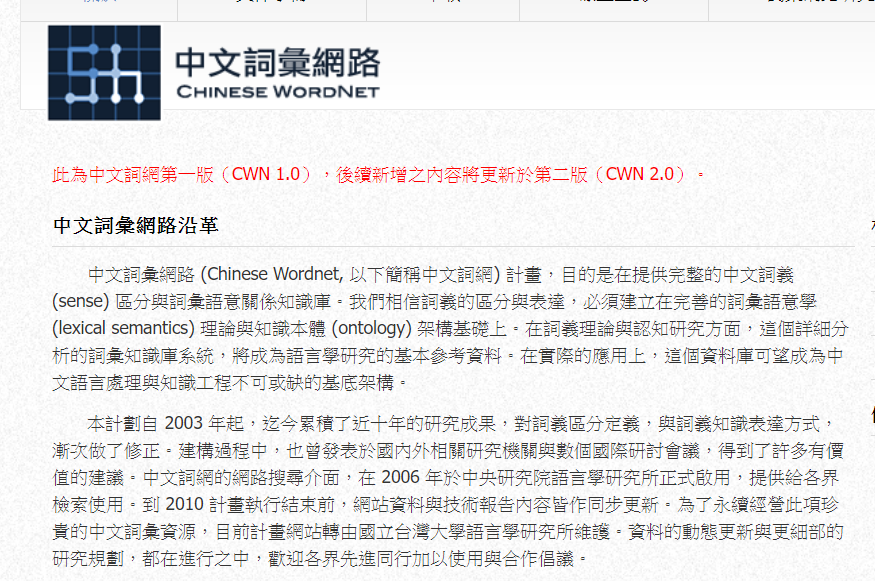 中文詞彙網路
CHINESE WORDNET
此為中文詞網第一版（CWN 1.0），後續新增之內容將更新於第二版（CWN 2.0）。
中文詞彙網路沿革
中文詞彙網路 (Chinese Wordnet, 以下簡稱中文詞網) 計畫，目的是在提供完整的中文詞義
(sense) 區分與詞彙語意關係知識庫。我們相信詞義的區分與表達，必須建立在完善的詞彙語意學
(lexical semantics) 理論與知識本體 (ontology) 架構基礎上。在詞義理論與認知研究方面，這個詳細分
析的詞彙知識庫系統，將成為語言學研究的基本參考資料。在實際的應用上，這個資料庫可望成為中
文語言處理與知識工程不可或缺的基底架構。
本計劃自 2003 年起，迄今累積了近十年的研究成果，對詞義區分定義，與詞義知識表達方式，
漸次做了修正。建構過程中，也曾發表於國內外相關研究機關與數個國際研討會議，得到了許多有價
值的建議。中文詞網的網路搜尋介面，在 2006 年於中央研究院語言學研究所正式啟用，提供給各界
檢索使用。到 2010 計畫執行結束前，網站資料與技術報告內容皆作同步更新。為了永續經營此項珍
貴的中文詞彙資源，目前計畫網站轉由國立台灣大學語言學研究所維護。資料的動態更新與更細部的
研究規劃，都在進行之中，歡迎各界先進同行加以使用與合作倡議。